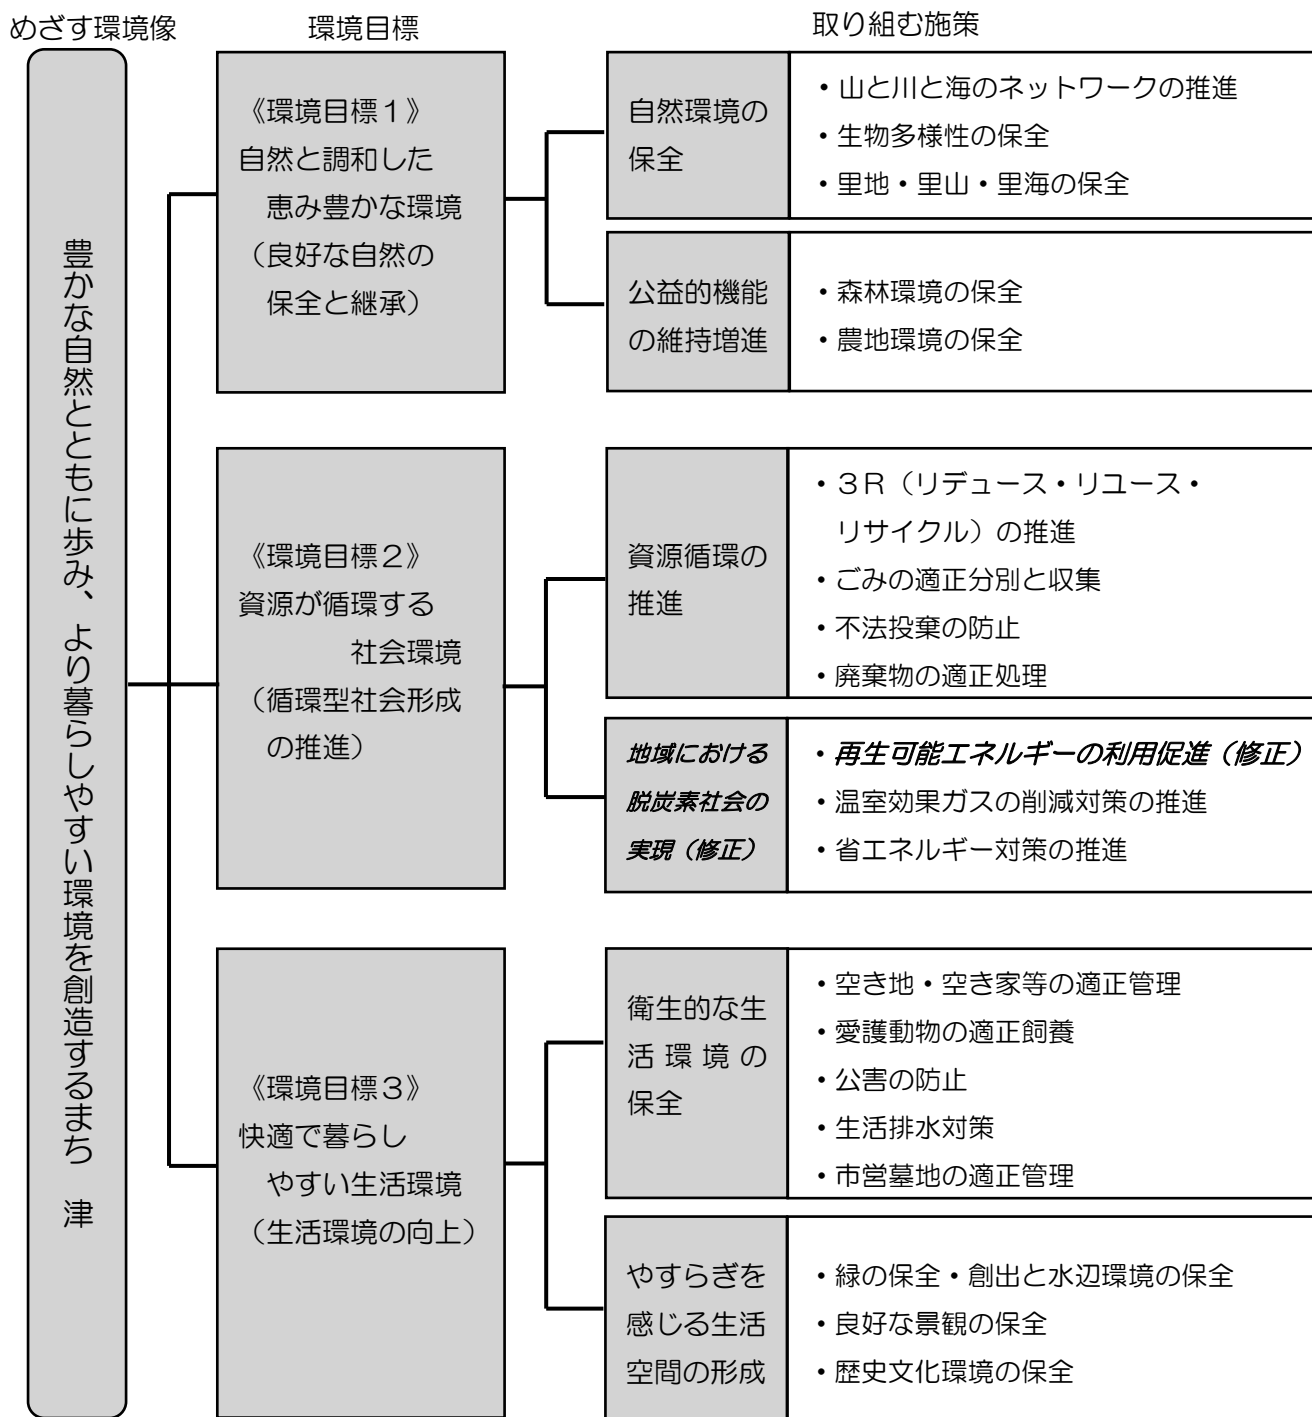 めざす環境像
環境目標
取り組む施策
豊かな自然とともに歩み、より暮らしやすい環境を創造するまち　津
《環境目標１》
自然と調和した
恵み豊かな環境
（良好な自然の
保全と継承）
自然環境の
保全
・山と川と海のネットワークの推進
・生物多様性の保全
・里地・里山・里海の保全
公益的機能
の維持増進
・森林環境の保全
・農地環境の保全
《環境目標２》
資源が循環する
社会環境
（循環型社会形成
の推進）
資源循環の
推進
・３Ｒ（リデュース・リユース・
リサイクル）の推進
・ごみの適正分別と収集
・不法投棄の防止
・廃棄物の適正処理
地域における
脱炭素社会の
実現（修正）
・再生可能エネルギーの利用促進（修正）
・温室効果ガスの削減対策の推進
・省エネルギー対策の推進
《環境目標３》
快適で暮らし
やすい生活環境
（生活環境の向上）
衛生的な生
活環境の
保全
・空き地・空き家等の適正管理
・愛護動物の適正飼養
・公害の防止
・生活排水対策
・市営墓地の適正管理
やすらぎを
感じる生活
空間の形成
・緑の保全・創出と水辺環境の保全
・良好な景観の保全
・歴史文化環境の保全